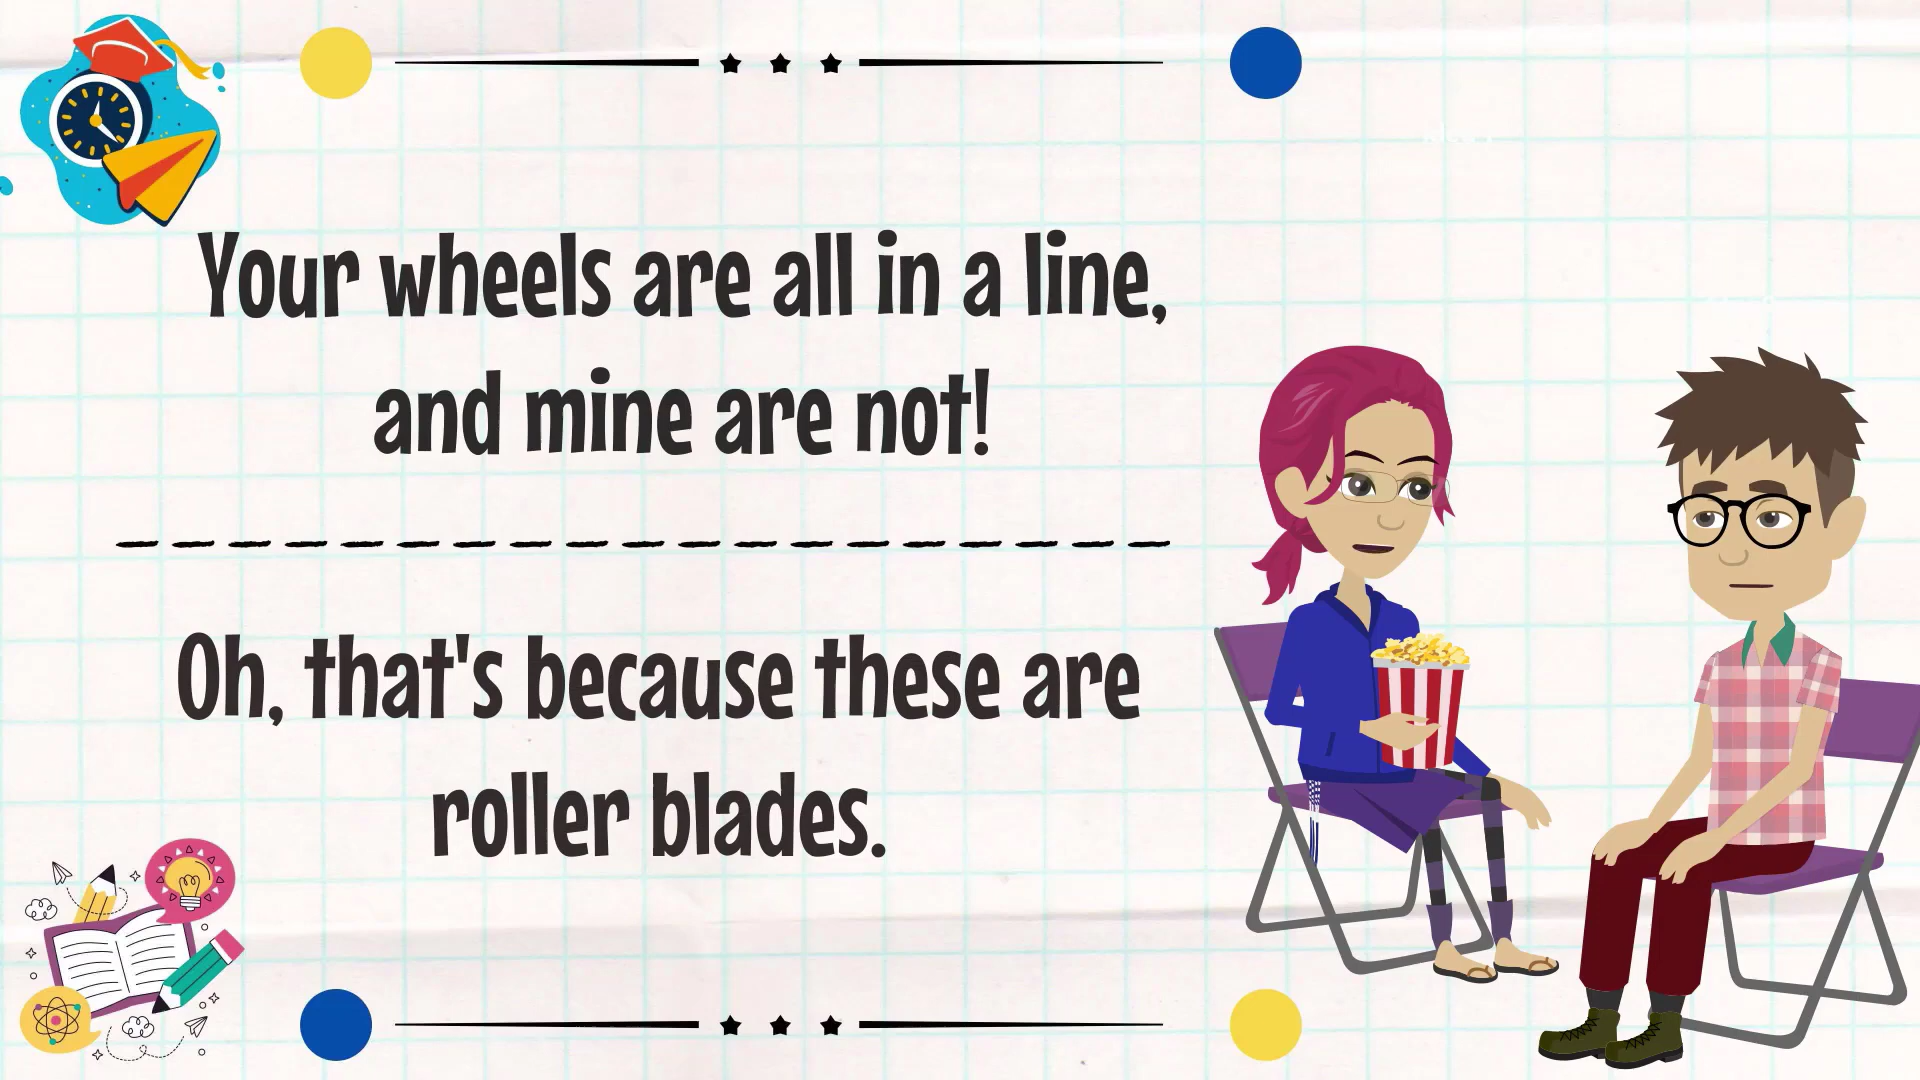 Your wheels are all in a line,
and mine are not!
Oh, that's because these are
roller blades.